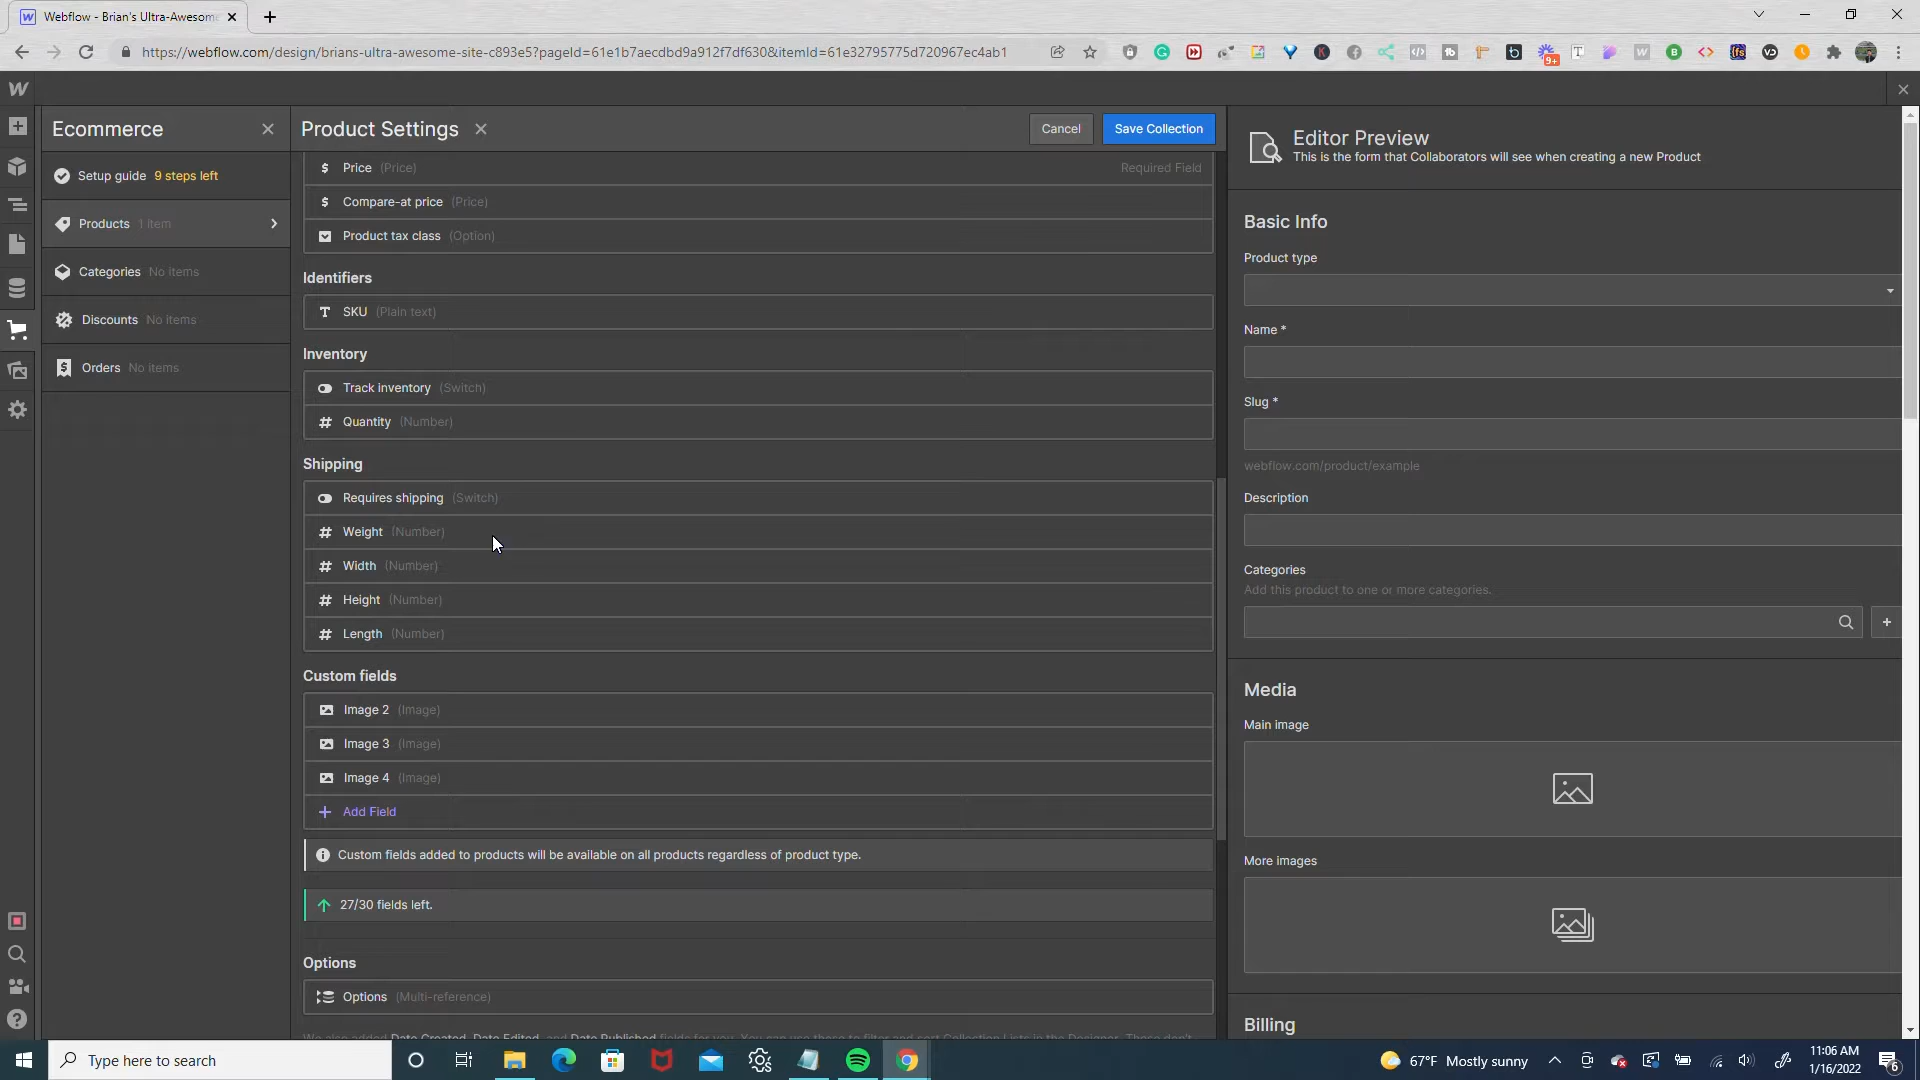 Webflow - Brian's Ultra-Awesom
https://webflow.com/design/brians-ultra-awesome-site-c893e5?pageId=61e1b7aecdbd9a912f7df630&itemId=61e32795775d720967ec4ab1
9+
Ecommerce
Setup guide 9 steps left
Products 1 Item
Categories No items
Discounts No items
Orders No items
Product Settings
Cancel
Save Collection
Price (Price) Required Field
Compare-at price (Price)
Product tax class (Option)
Identifiers
SKU (Plain text)
Inventory
Track inventory (Switch)
Quantity (Number)
Shipping
Requires shipping (Switch)
Weight (Number)
Width (Number)
Height (Number)
Length (Number)
Custom fields
Image 2 (Image)
Image 3 (Image)
Image 4 (Image)
Add Field
Custom fields added to products will be available on all products regardless of product type.
27/30 fields left.
Options
Options (Multi-reference)
Editor Preview
This is the form that Collaborators will see when creating a new Product
Basic Info
Product type
Name *
Slug *
webflow.com/product/example
Description
Categories
Add this product to one or more categories.
Media
Main image
More images
Billing
Type here to search
67°F Mostly sunny
11:06 AM
1/16/2022
6